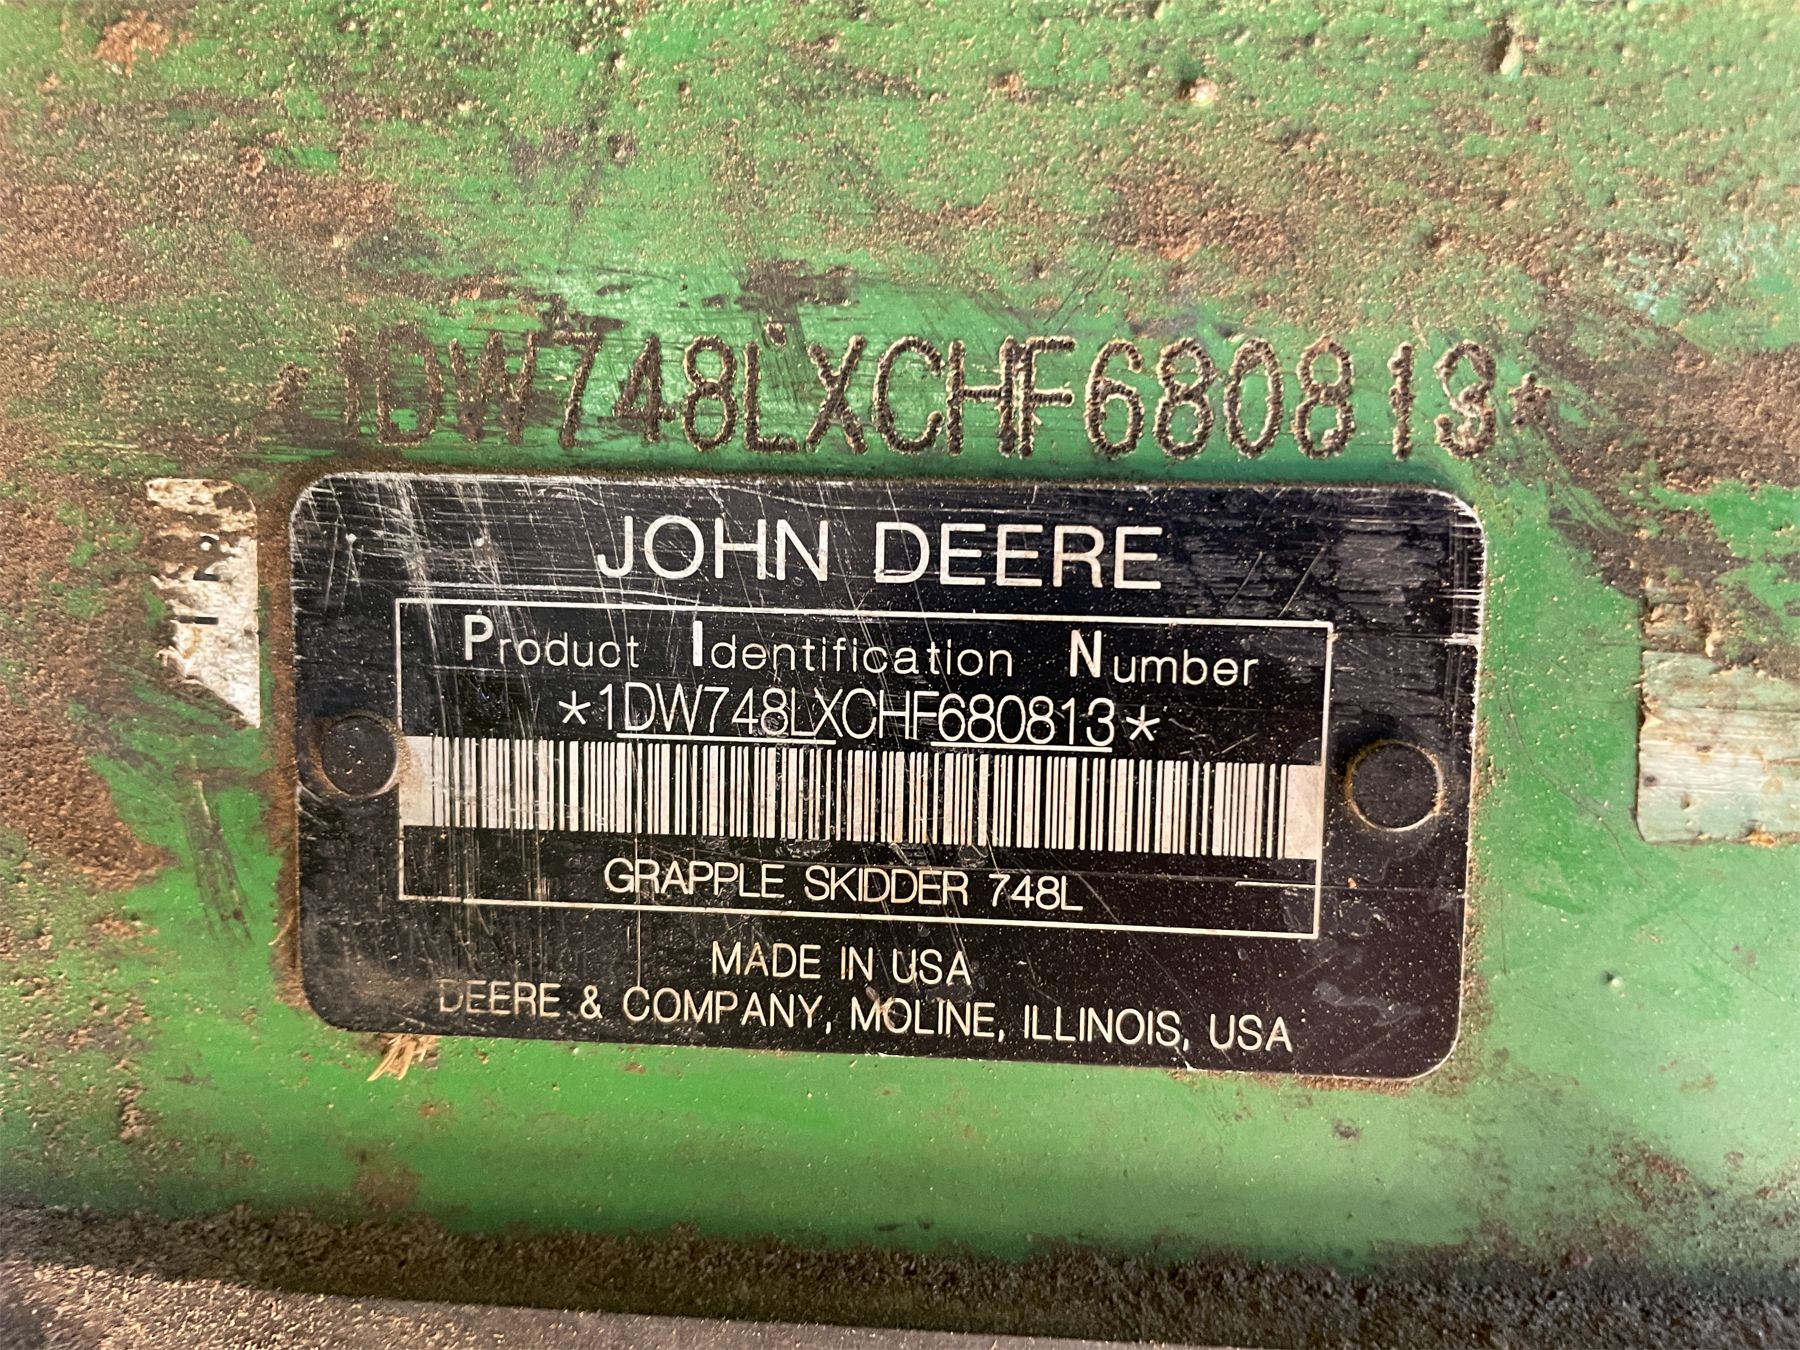 *1DW748LXCHF680813*
JOHN DEERE
Product Identification Number
*1DW748LXCHF680813*
GRAPPLE SKIDDER 748L
MADE IN USA
DEERE & COMPANY, MOLINE, ILLINOIS, USA